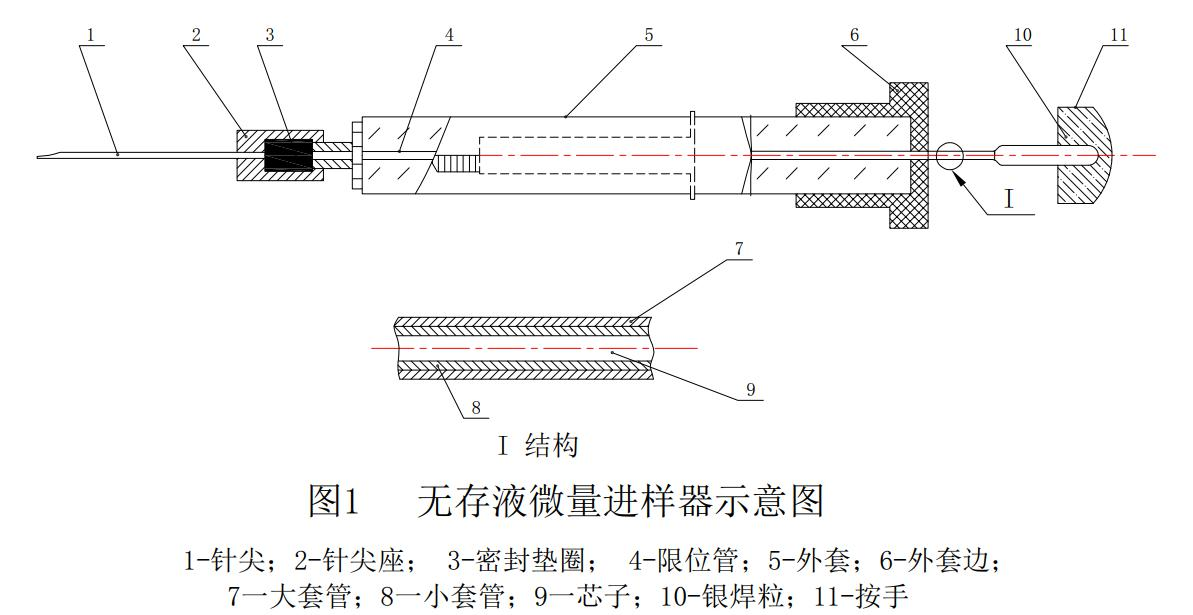 1 2 3 4 5 6 10 11
I
7
9
8
I 结构
图1 无存液微量进样器示意图
1-针尖；2-针尖座； 3-密封垫圈； 4-限位管；5-外套；6-外套边；
7一大套管；8一小套管；9一芯子；10-银焊粒；11-按手